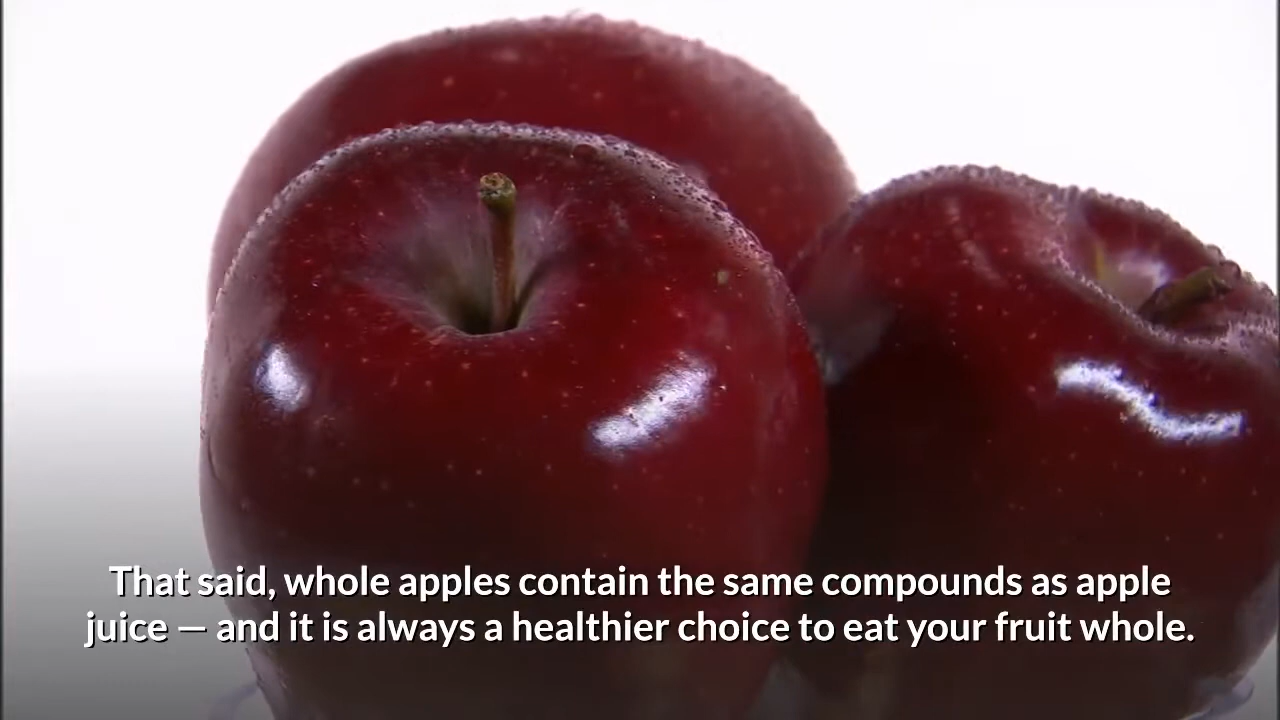 That said, whole apples contain the same compounds as apple
juice — and it is always a healthier choice to eat your fruit whole.